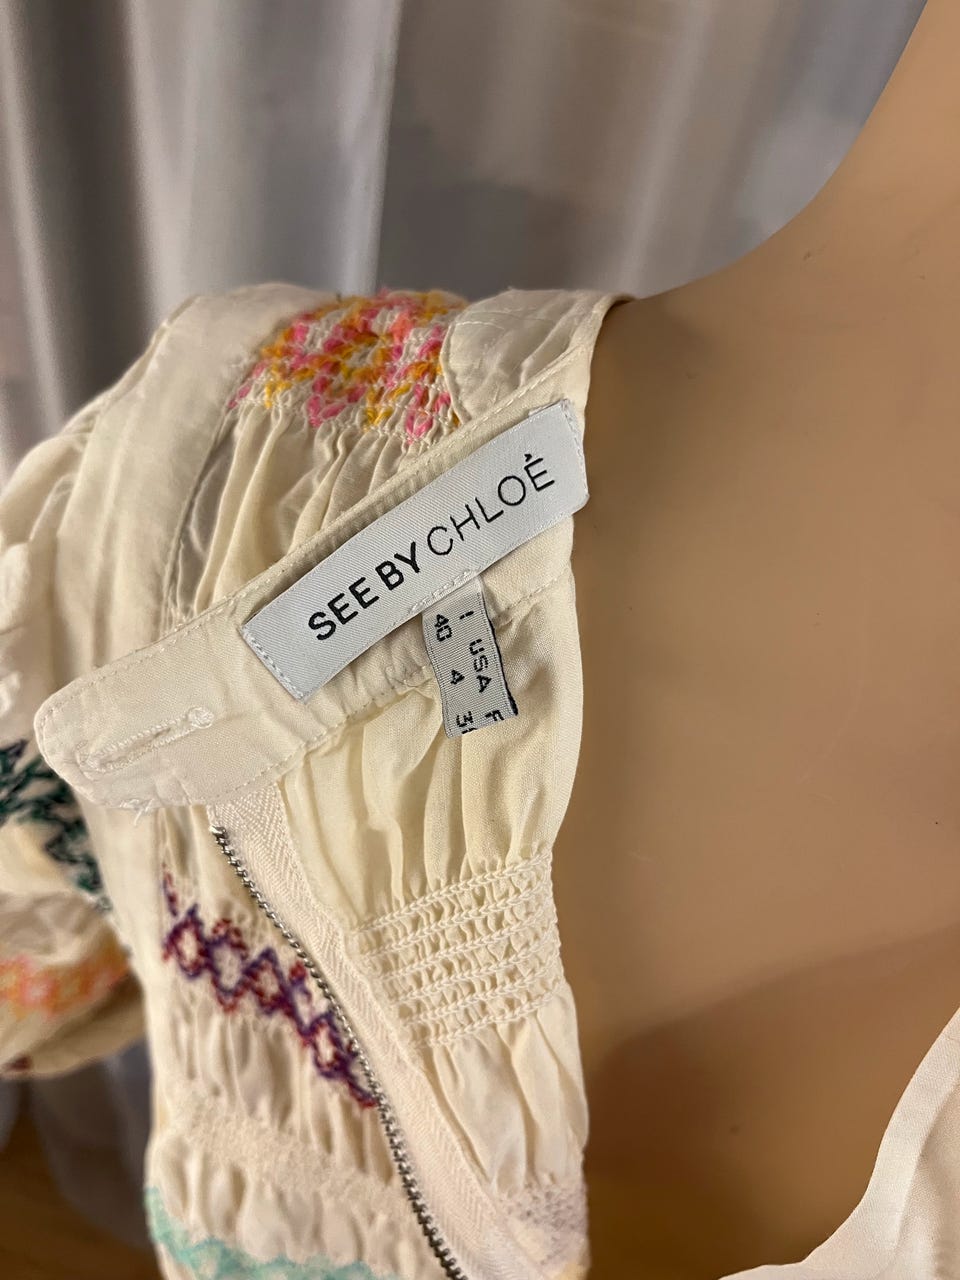 SEE BY CHLOÉ
I USA F
40 4